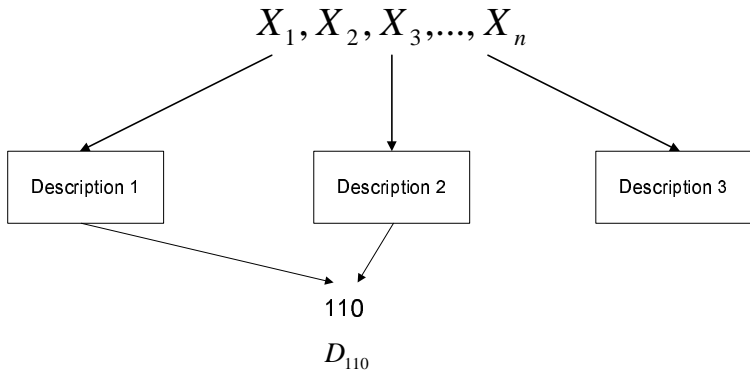 X₁, X₂, X₃,..., Xₙ
Description 1 Description 2 Description 3
110
D₁₁₀